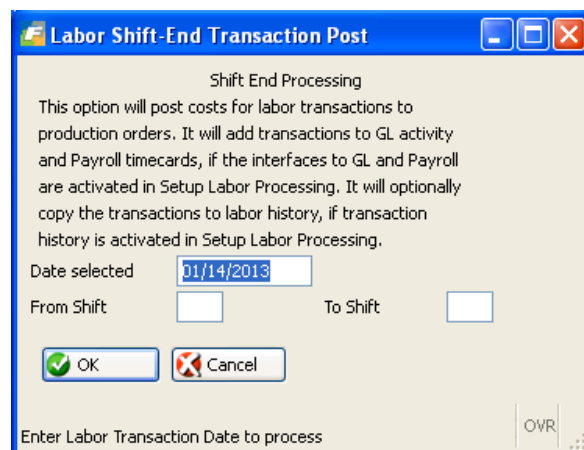 Labor Shift-End Transaction Post
Shift End Processing
This option will post costs for labor transactions to
production orders. It will add transactions to GL activity
and Payroll timecards, if the interfaces to GL and Payroll
are activated in Setup Labor Processing. It will optionally
copy the transactions to labor history, if transaction
history is activated in Setup Labor Processing.
Date selected 01/14/2013
From Shift To Shift
OK Cancel
Enter Labor Transaction Date to process OVR